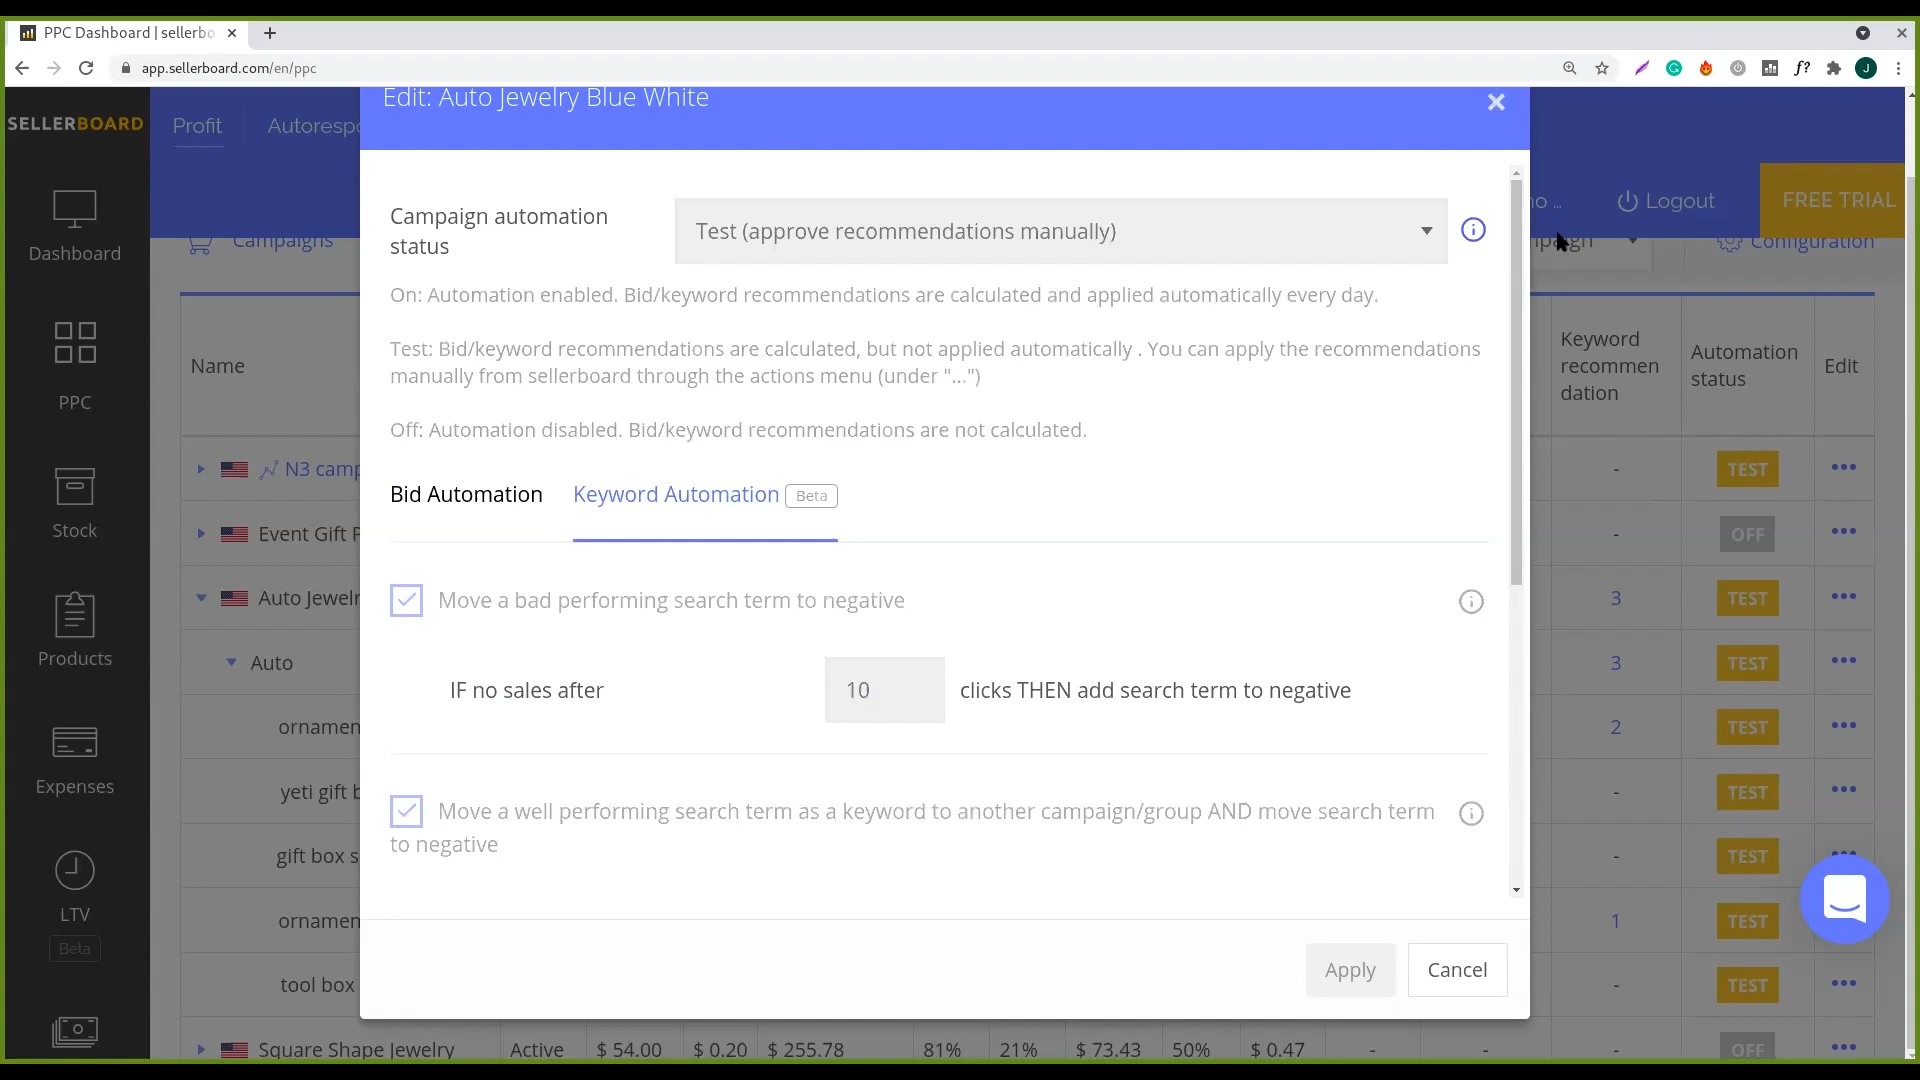 PPC Dashboard | sellerbo
app.sellerboard.com/en/ppc
J
SELLERBOARD
Profit
Autorespo
Edit: Auto Jewelry Blue White
Logout
FREE TRIAL
Campaigns
Configuration
Dashboard
PPC
Stock
Products
Expenses
LTV
Beta
Campaign automation
status
Test (approve recommendations manually)
On: Automation enabled. Bid/keyword recommendations are calculated and applied automatically every day.
Test: Bid/keyword recommendations are calculated, but not applied automatically . You can apply the recommendations
manually from sellerboard through the actions menu (under "...")
Off: Automation disabled. Bid/keyword recommendations are not calculated.
Bid Automation
Keyword Automation Beta
Move a bad performing search term to negative
IF no sales after 10 clicks THEN add search term to negative
Move a well performing search term as a keyword to another campaign/group AND move search term
to negative
Apply
Cancel
Name
Keyword
recommen
dation
Automation
status
Edit
N3 camp
- TEST
Event Gift P
- OFF
Auto Jewelr
3 TEST
Auto
3 TEST
ornamen
2 TEST
yeti gift b
- TEST
gift box s
- TEST
ornamen
1 TEST
tool box
- TEST
Square Shape Jewelry Active $ 54.00 $ 0.20 $ 255.78 81% 21% $ 73.43 50% $ 0.47 - - - OFF